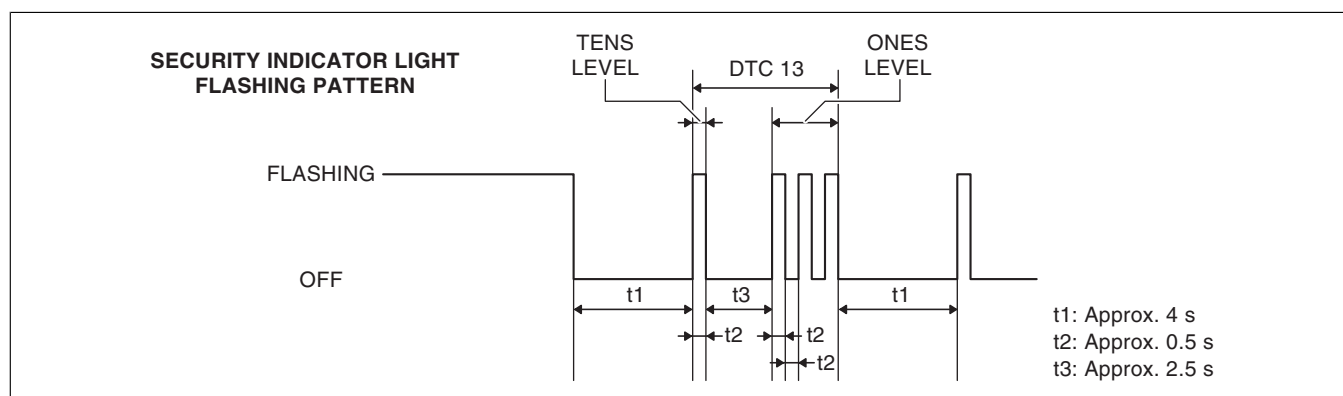 SECURITY INDICATOR LIGHT
FLASHING PATTERN
TENS
LEVEL
DTC 13
ONES
LEVEL
FLASHING
OFF
t1
t3
t1
t2
t2
t2
t1: Approx. 4 s
t2: Approx. 0.5 s
t3: Approx. 2.5 s